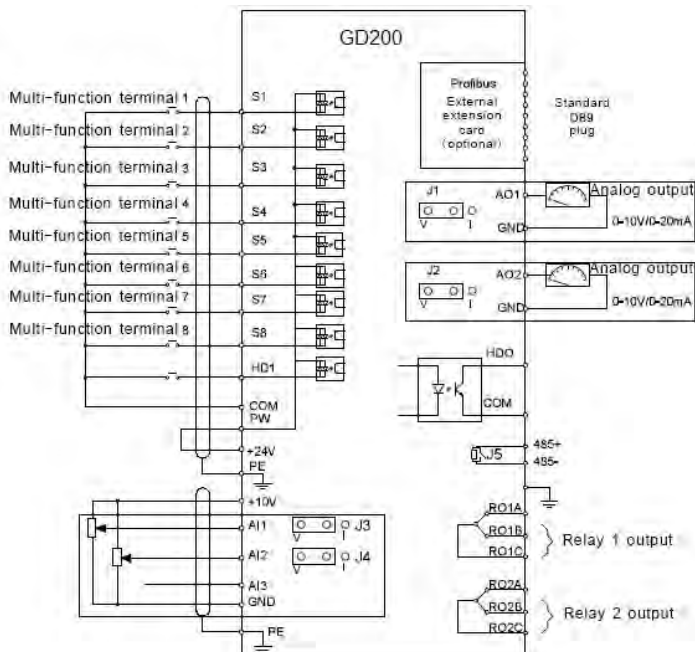 GD200
Multi-function terminal 1
S1
Multi-function terminal 2
S2
Multi-function terminal 3
S3
Multi-function terminal 4
S4
Multi-function terminal 5
S5
Multi-function terminal 6
S6
Multi-function terminal 7
S7
Multi-function terminal 8
S8
HD1
COM
PW
+24V
PE
+10V
AI1
V
I
J3
AI2
V
I
J4
AI3
GND
PE
Profibus
External
extension
card
(optional)
Standard
DB9
plug
J1
V
I
AO1
GND
Analog output
0-10V/0-20mA
J2
V
I
AO2
GND
Analog output
0-10V/0-20mA
HDO
COM
J5
485+
485-
RO1A
RO1B
RO1C
Relay 1 output
RO2A
RO2B
RO2C
Relay 2 output